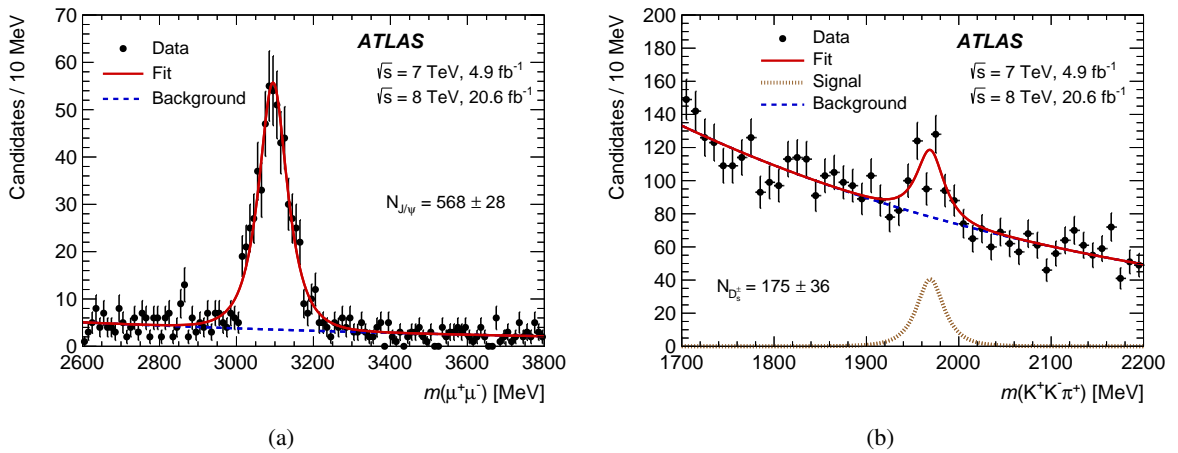 Candidates / 10 MeV
70
60
50
40
30
20
10
0
2600 2800 3000 3200 3400 3600 3800
m(μ⁺μ⁻) [MeV]
Data
Fit
Background
ATLAS
√s = 7 TeV, 4.9 fb⁻¹
√s = 8 TeV, 20.6 fb⁻¹
N_J/ψ = 568 ± 28
(a)
Candidates / 10 MeV
200
180
160
140
120
100
80
60
40
20
0
1700 1800 1900 2000 2100 2200
m(K⁺K⁻π⁺) [MeV]
Data
Fit
Signal
Background
ATLAS
√s = 7 TeV, 4.9 fb⁻¹
√s = 8 TeV, 20.6 fb⁻¹
N_Ds± = 175 ± 36
(b)